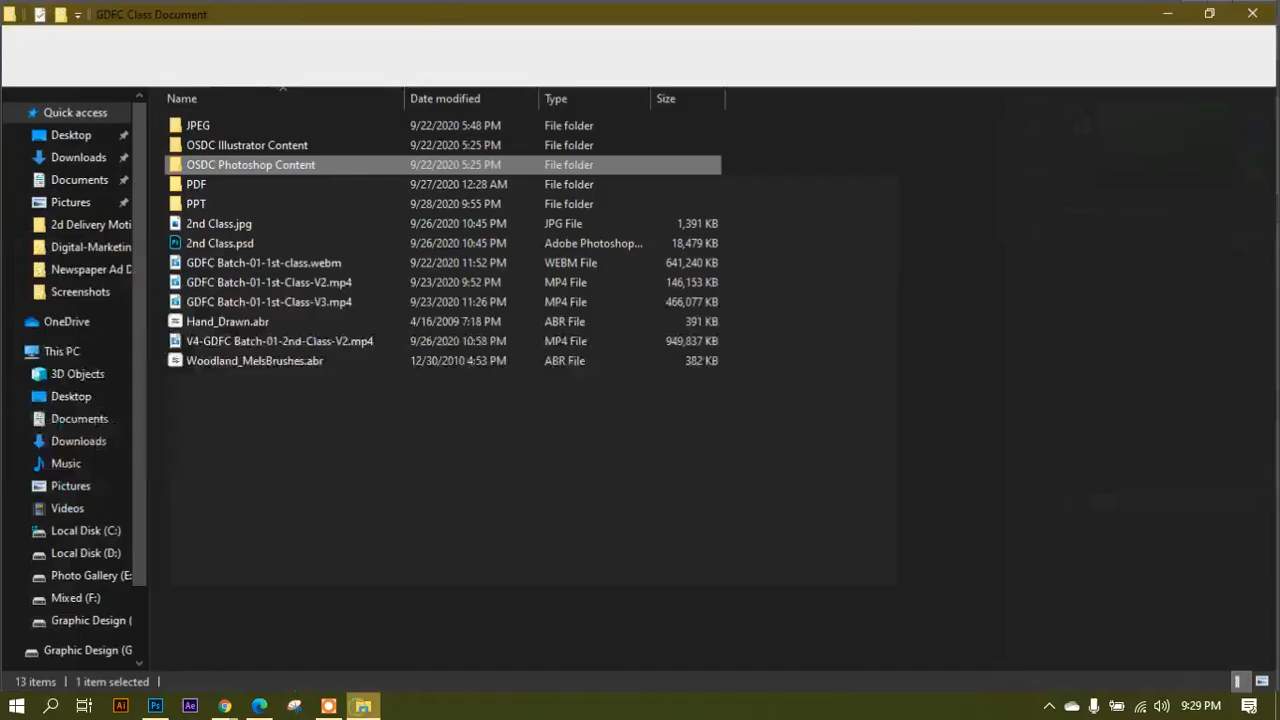 GDFC Class Document
Name Date modified Type Size
Quick access
Desktop
Downloads
Documents
Pictures
2d Delivery Moti
Digital-Marketin
Newspaper Ad D
Screenshots
OneDrive
This PC
3D Objects
Desktop
Documents
Downloads
Music
Pictures
Videos
Local Disk (C:)
Local Disk (D:)
Photo Gallery (E:
Mixed (F:)
Graphic Design (
Graphic Design (G
JPEG 9/22/2020 5:48 PM File folder
OSDC Illustrator Content 9/22/2020 5:25 PM File folder
OSDC Photoshop Content 9/22/2020 5:25 PM File folder
PDF 9/27/2020 12:28 AM File folder
PPT 9/28/2020 9:55 PM File folder
2nd Class.jpg 9/26/2020 10:45 PM JPG File 1,391 KB
2nd Class.psd 9/26/2020 10:45 PM Adobe Photoshop... 18,479 KB
GDFC Batch-01-1st-class.webm 9/22/2020 11:52 PM WEBM File 641,240 KB
GDFC Batch-01-1st-Class-V2.mp4 9/23/2020 9:52 PM MP4 File 146,153 KB
GDFC Batch-01-1st-Class-V3.mp4 9/23/2020 11:26 PM MP4 File 466,077 KB
Hand_Drawn.abr 4/16/2009 7:18 PM ABR File 391 KB
V4-GDFC Batch-01-2nd-Class-V2.mp4 9/26/2020 10:58 PM MP4 File 949,837 KB
Woodland_MelsBrushes.abr 12/30/2010 4:53 PM ABR File 382 KB
13 items 1 item selected
Ai Ps Ae
9:29 PM